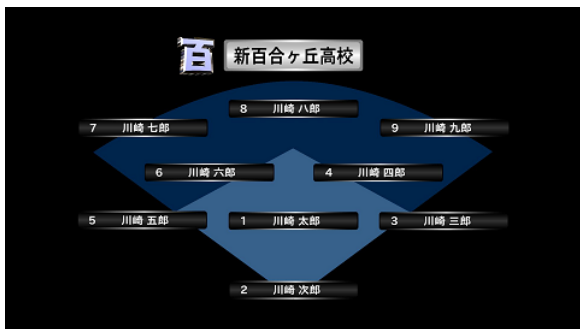 百 新百合ヶ丘高校
8 川崎 八郎
7 川崎 七郎
9 川崎 九郎
6 川崎 六郎
4 川崎 四郎
5 川崎 五郎
1 川崎 太郎
3 川崎 三郎
2 川崎 次郎